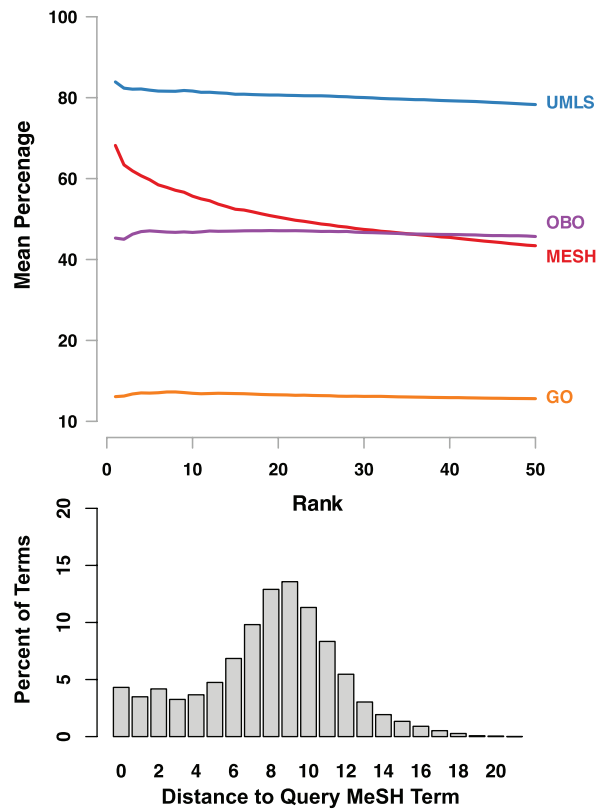 100
80
60
40
20
10
Mean Percenage
UMLS
OBO
MESH
GO
0 10 20 30 40 50
Rank
20
15
10
5
0
Percent of Terms
0 2 4 6 8 10 12 14 16 18 20
Distance to Query MeSH Term